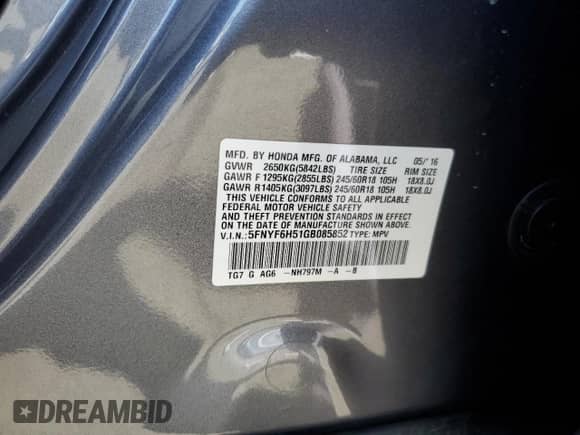 MFD. BY HONDA MFG. OF ALABAMA, LLC 05/'16
GVWR 2650KG(5842LBS) TIRE SIZE RIM SIZE
GAWR F1295KG(2855LBS) 245/60R18 105H 18X8.0J
GAWR R1405KG(3097LBS) 245/60R18 105H 18X8.0J
THIS VEHICLE CONFORMS TO ALL APPLICABLE
FEDERAL MOTOR VEHICLE SAFETY
AND THEFT PREVENTION STANDARDS IN EFFECT
ON THE DATE OF MANUFACTURE SHOWN ABOVE.
V.I.N.:5FNYF6H51GB085852 TYPE: MPV
TG7 G AG6 -NH797M -A -B
DREAMBID